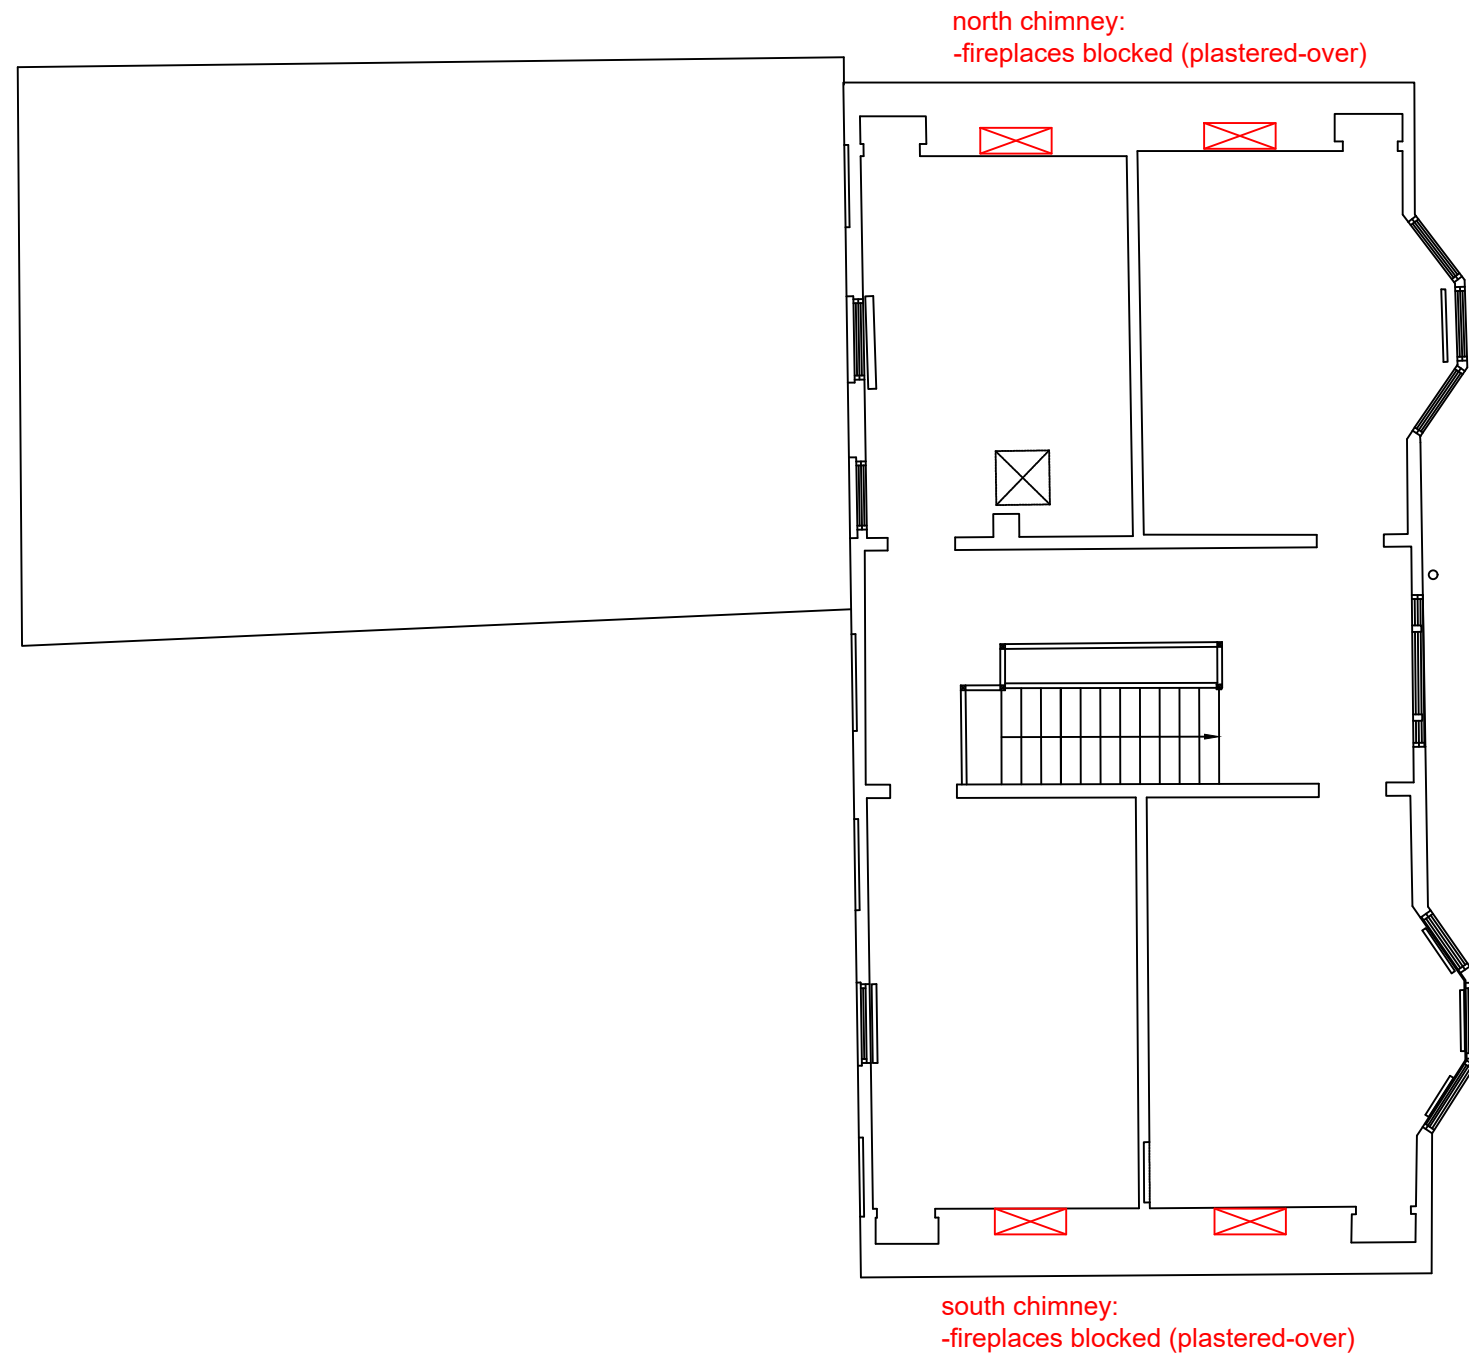 north chimney:
-fireplaces blocked (plastered-over)
south chimney:
-fireplaces blocked (plastered-over)